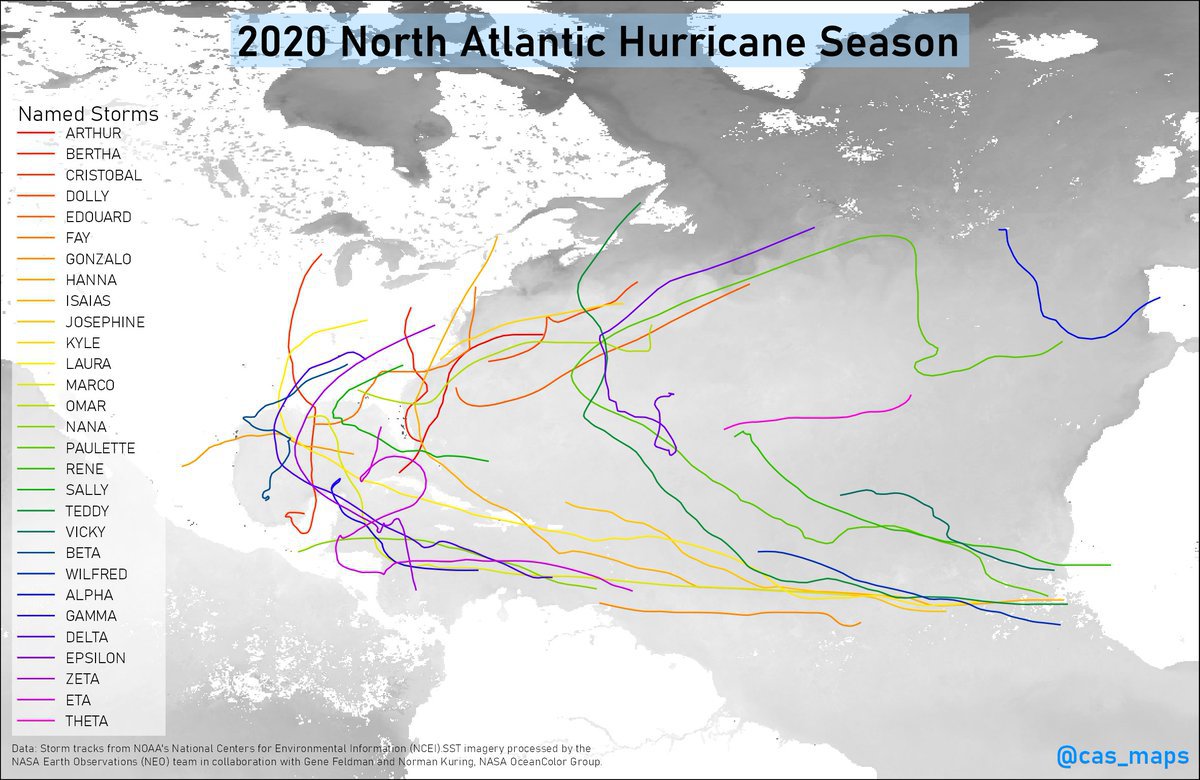 2020 North Atlantic Hurricane Season
Named Storms
ARTHUR
BERTHA
CRISTOBAL
DOLLY
EDOUARD
FAY
GONZALO
HANNA
ISAIAS
JOSEPHINE
KYLE
LAURA
MARCO
OMAR
NANA
PAULETTE
RENE
SALLY
TEDDY
VICKY
BETA
WILFRED
ALPHA
GAMMA
DELTA
EPSILON
ZETA
ETA
THETA
Data: Storm tracks from NOAA's National Centers for Environmental Information (NCEI).SST imagery processed by the
NASA Earth Observations (NEO) team in collaboration with Gene Feldman and Norman Kuring, NASA OceanColor Group.
@cas_maps